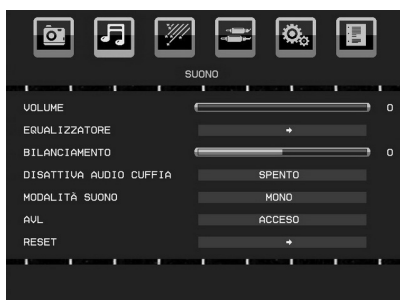 SUONO
VOLUME 0
EQUALIZZATORE
BILANCIAMENTO 0
DISATTIVA AUDIO CUFFIA SPENTO
MODALITÀ SUONO MONO
AVL ACCESO
RESET